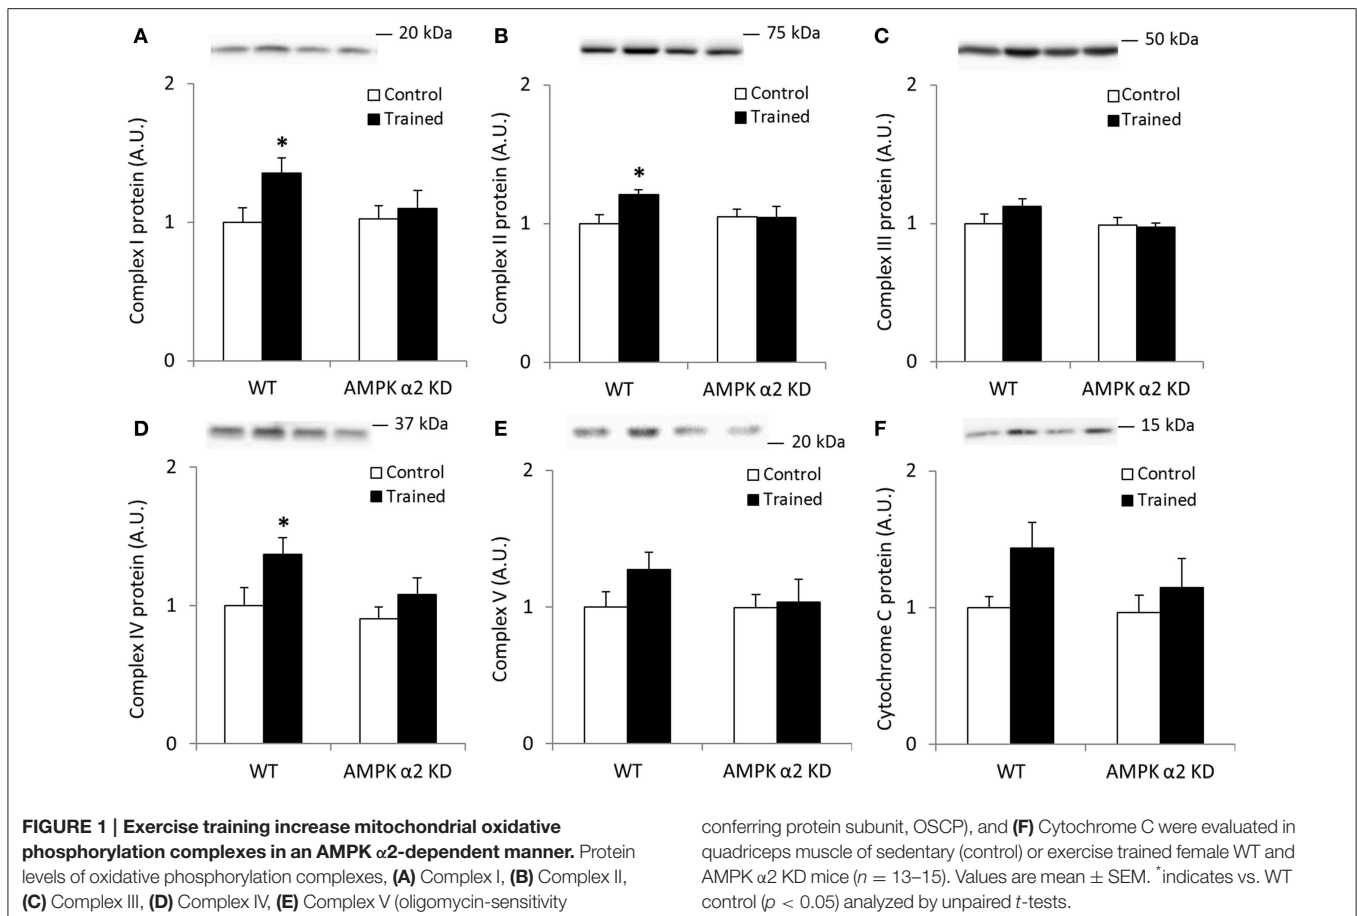 A
— 20 kDa
2
Control
Trained
*
1
0
Complex I protein (A.U.)
WT
AMPK α2 KD
B
— 75 kDa
2
Control
Trained
*
1
0
Complex II protein (A.U.)
WT
AMPK α2 KD
C
— 50 kDa
2
Control
Trained
1
0
Complex III protein (A.U.)
WT
AMPK α2 KD
D
— 37 kDa
2
Control
Trained
*
1
0
Complex IV protein (A.U.)
WT
AMPK α2 KD
E
— 20 kDa
2
Control
Trained
1
0
Complex V (A.U.)
WT
AMPK α2 KD
F
— 15 kDa
2
Control
Trained
1
0
Cytochrome C protein (A.U.)
WT
AMPK α2 KD
FIGURE 1 | Exercise training increase mitochondrial oxidative
phosphorylation complexes in an AMPK α2-dependent manner. Protein
levels of oxidative phosphorylation complexes, (A) Complex I, (B) Complex II,
(C) Complex III, (D) Complex IV, (E) Complex V (oligomycin-sensitivity
conferring protein subunit, OSCP), and (F) Cytochrome C were evaluated in
quadriceps muscle of sedentary (control) or exercise trained female WT and
AMPK α2 KD mice (n = 13–15). Values are mean ± SEM. *indicates vs. WT
control (p < 0.05) analyzed by unpaired t-tests.